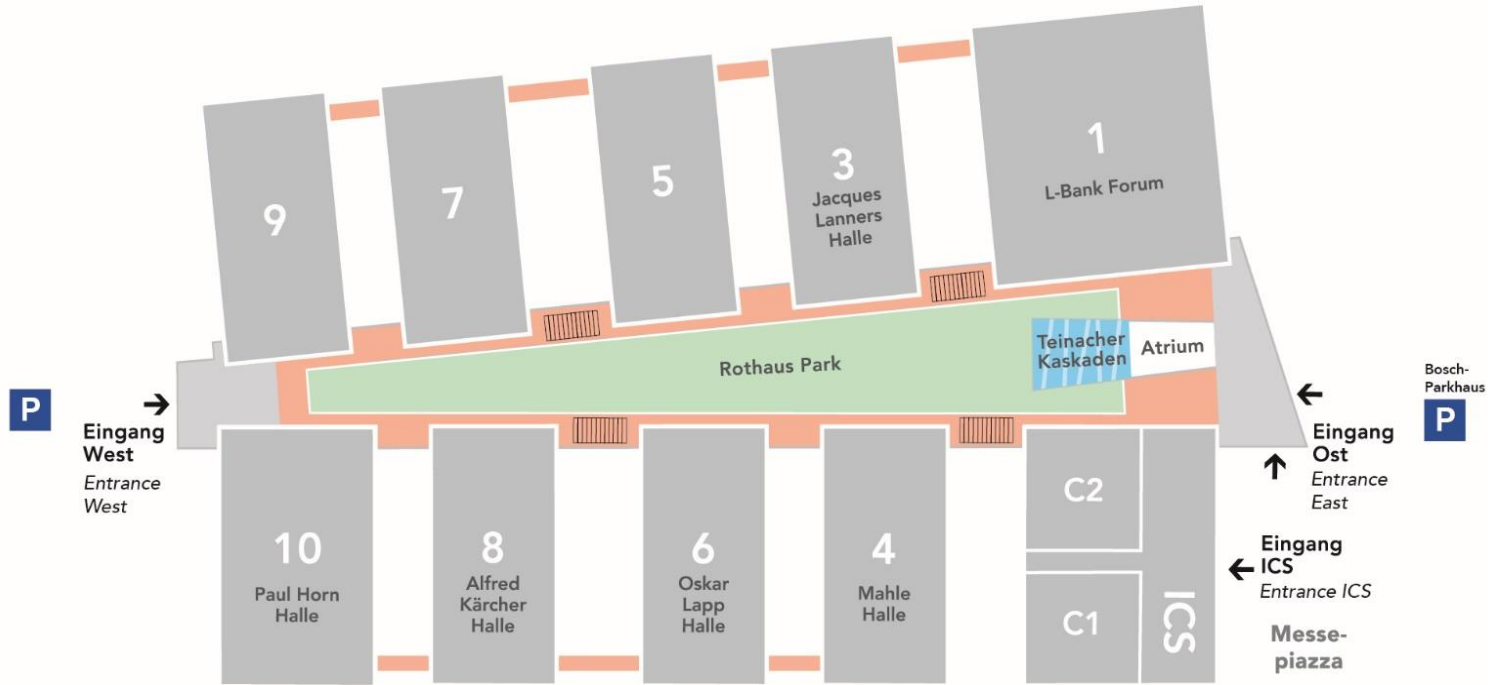 9
7
5
3
Jacques
Lanners
Halle
1
L-Bank Forum
Rothaus Park
Teinacher
Kaskaden
Atrium
P
Eingang
West
Entrance
West
Bosch-
Parkhaus
P
Eingang
Ost
Entrance
East
10
Paul Horn
Halle
8
Alfred
Kärcher
Halle
6
Oskar
Lapp
Halle
4
Mahle
Halle
C2
C1
ICS
Eingang
ICS
Entrance ICS
Messe-
piazza